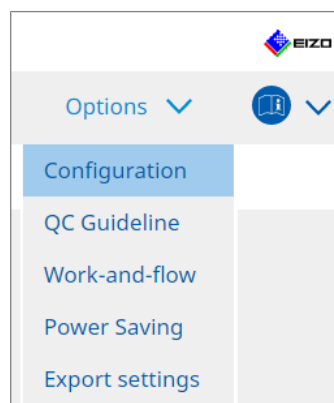 EIZO
Options
Configuration
QC Guideline
Work-and-flow
Power Saving
Export settings